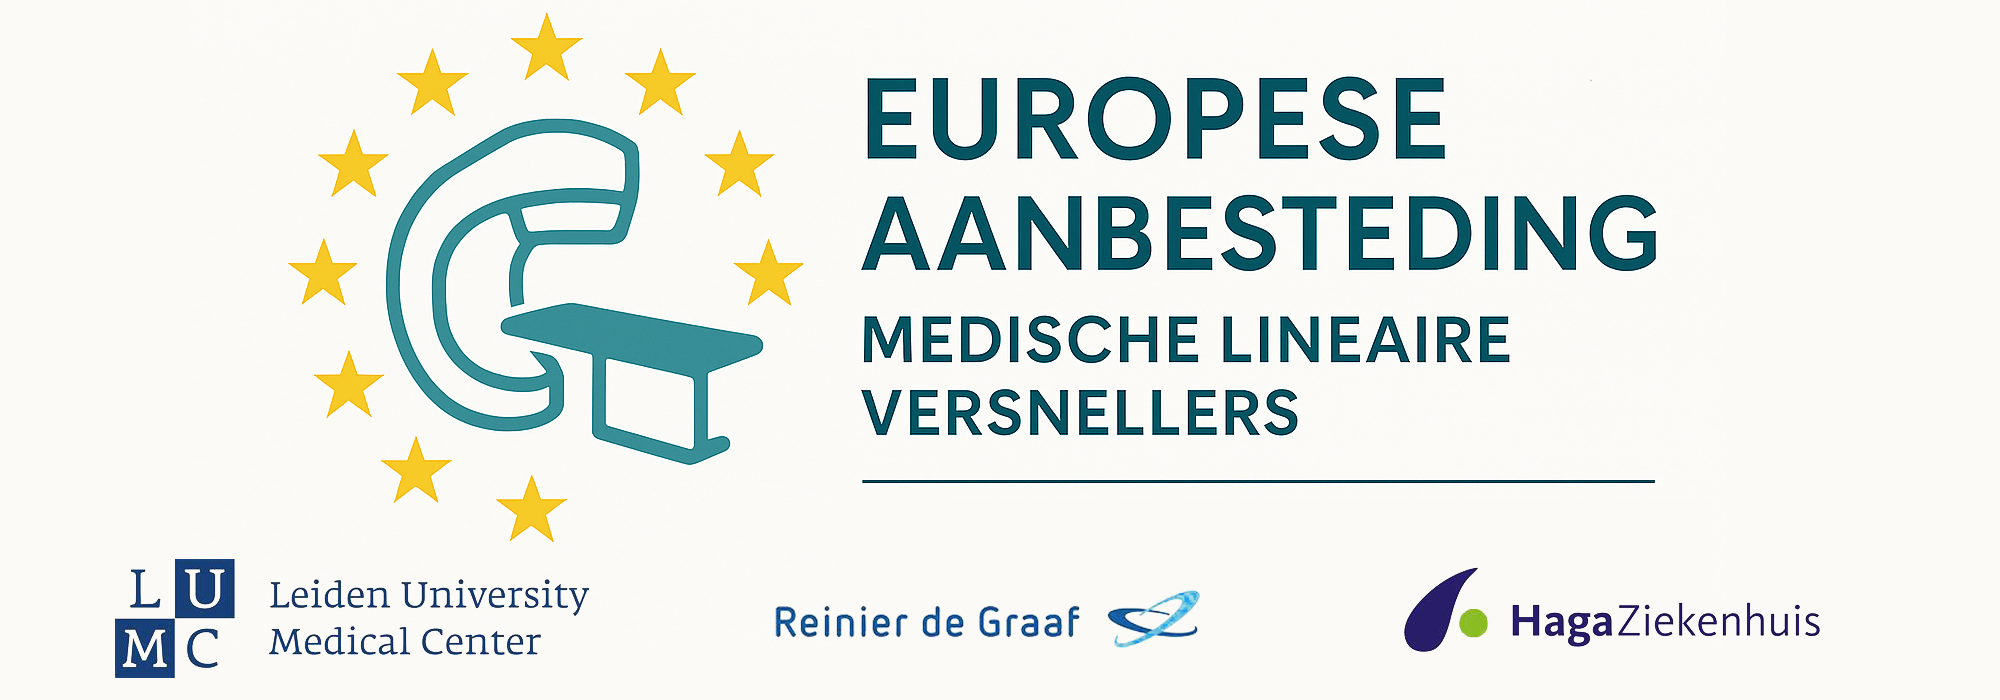 EUROPESE
AANBESTEDING
MEDISCHE LINEAIRE
VERSNELLERS
L U
M C
Leiden University
Medical Center
Reinier de Graaf
HagaZiekenhuis